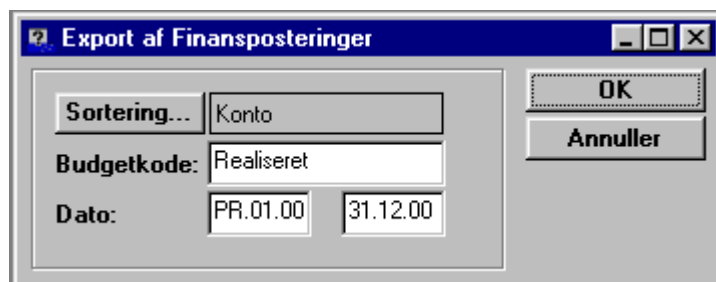 Export af Finansposteringer
Sortering... Konto
OK
Budgetkode: Realiseret
Annuller
Dato: PR.01.00 31.12.00